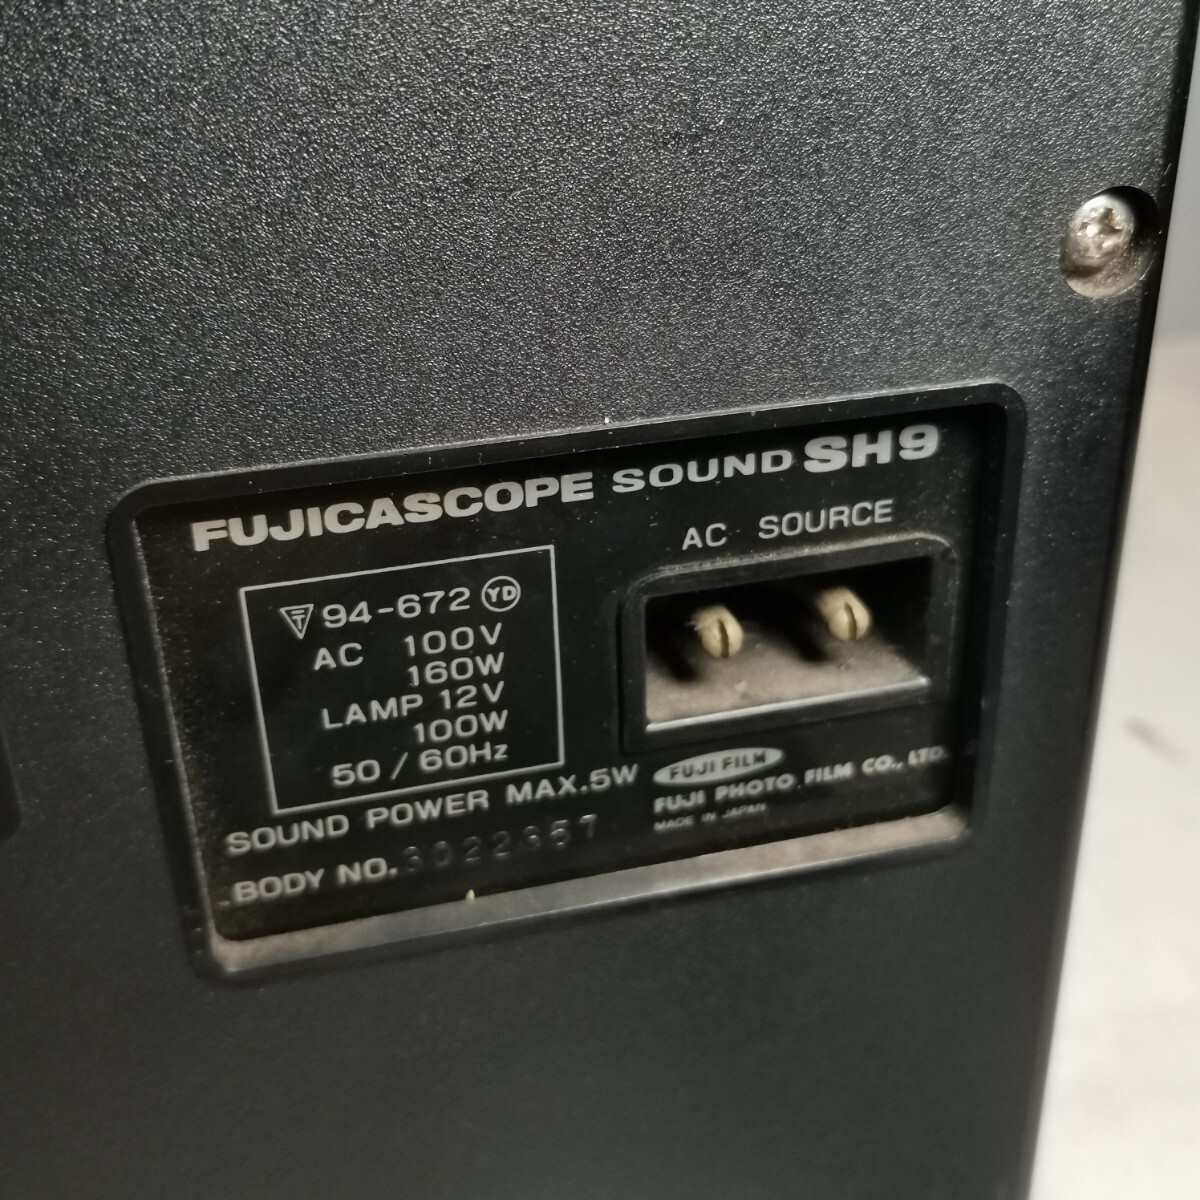 FUJICASCOPE SOUND SH9
AC SOURCE
T 94-672 YD
AC 100V
160W
LAMP 12V
100W
50/60Hz
SOUND POWER MAX.5W
BODY NO. 3022357
FUJI FILM
FUJI PHOTO FILM CO., LTD.
MADE IN JAPAN